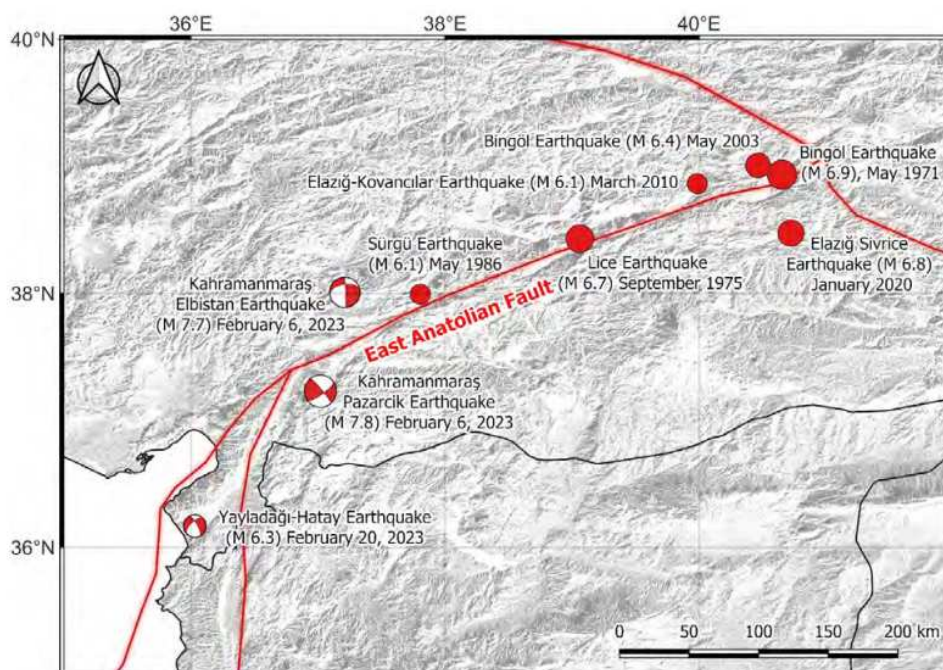 36°E
38°E
40°E
40°N
Bingöl Earthquake (M 6.4) May 2003
Bingöl Earthquake
(M 6.9), May 1971
Elazığ-Kovancılar Earthquake (M 6.1) March 2010
Sürgü Earthquake
(M 6.1) May 1986
Lice Earthquake
(M 6.7) September 1975
Elazığ Sivrice
Earthquake (M 6.8)
January 2020
38°N
Kahramanmaraş
Elbistan Earthquake
(M 7.7) February 6, 2023
East Anatolian Fault
Kahramanmaraş
Pazarcik Earthquake
(M 7.8) February 6, 2023
Yayladağı-Hatay Earthquake
(M 6.3) February 20, 2023
36°N
0 50 100 150 200 km